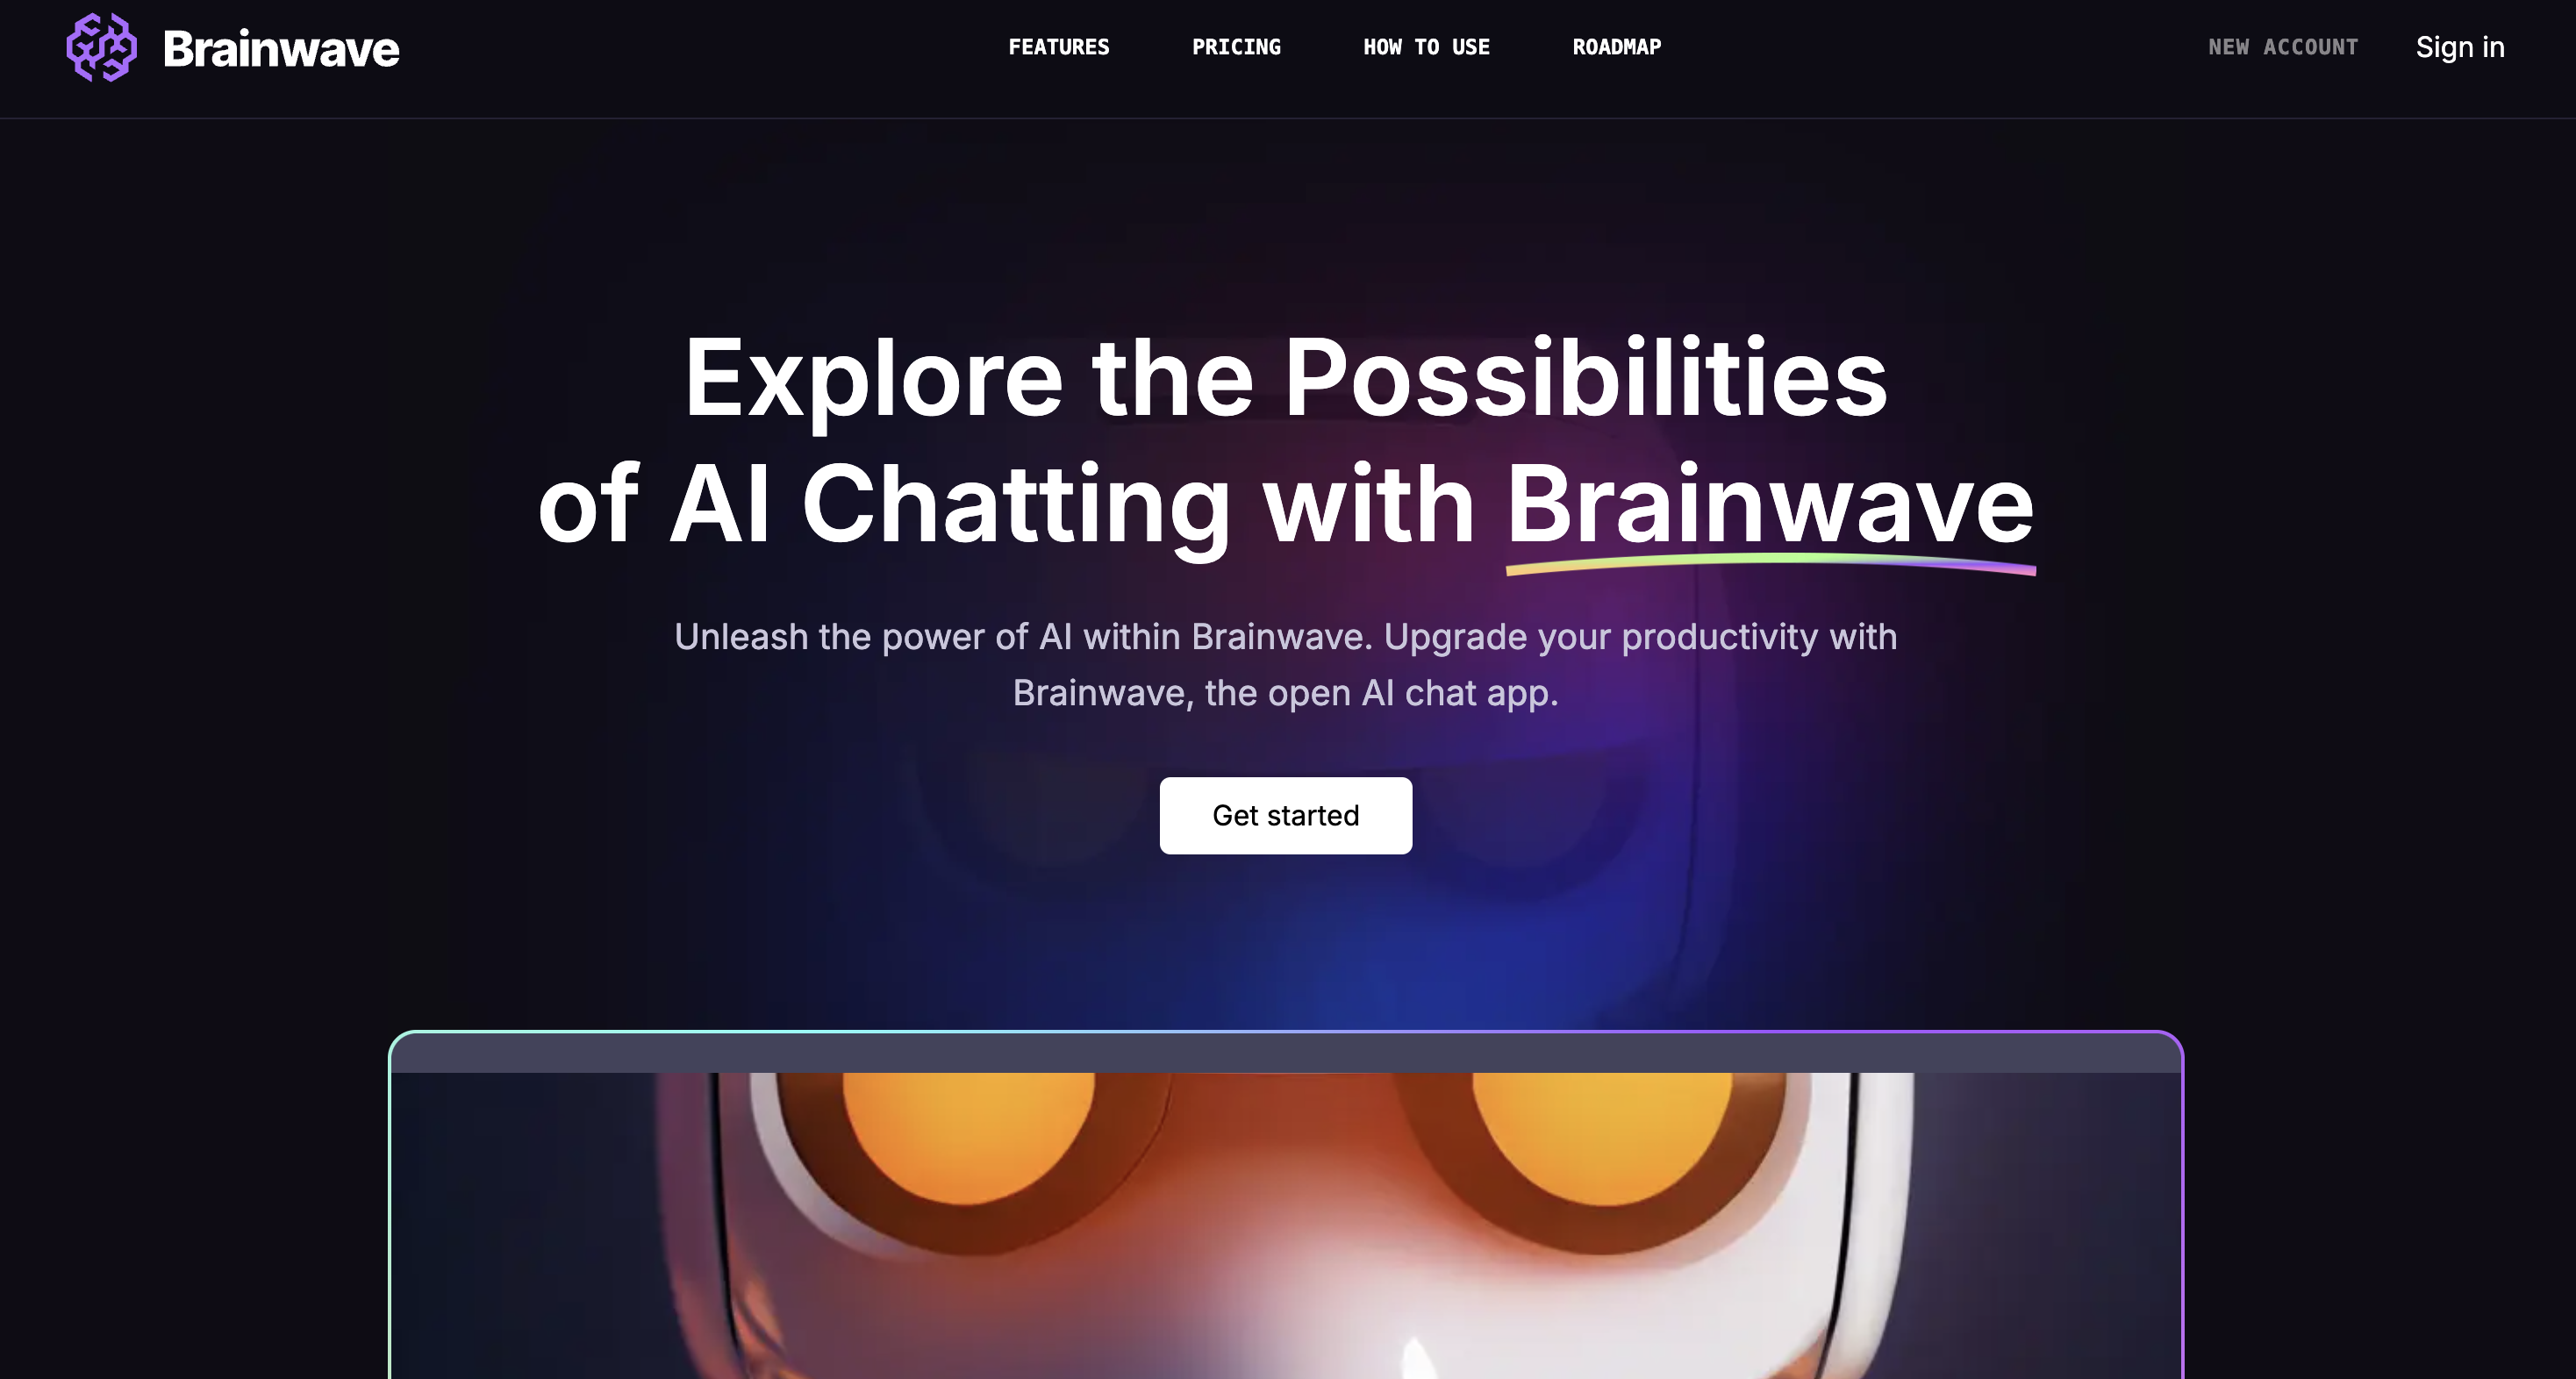 Brainwave
FEATURES
PRICING
HOW TO USE
ROADMAP
NEW ACCOUNT
Sign in
Explore the Possibilities
of AI Chatting with Brainwave
Unleash the power of AI within Brainwave. Upgrade your productivity with
Brainwave, the open AI chat app.
Get started